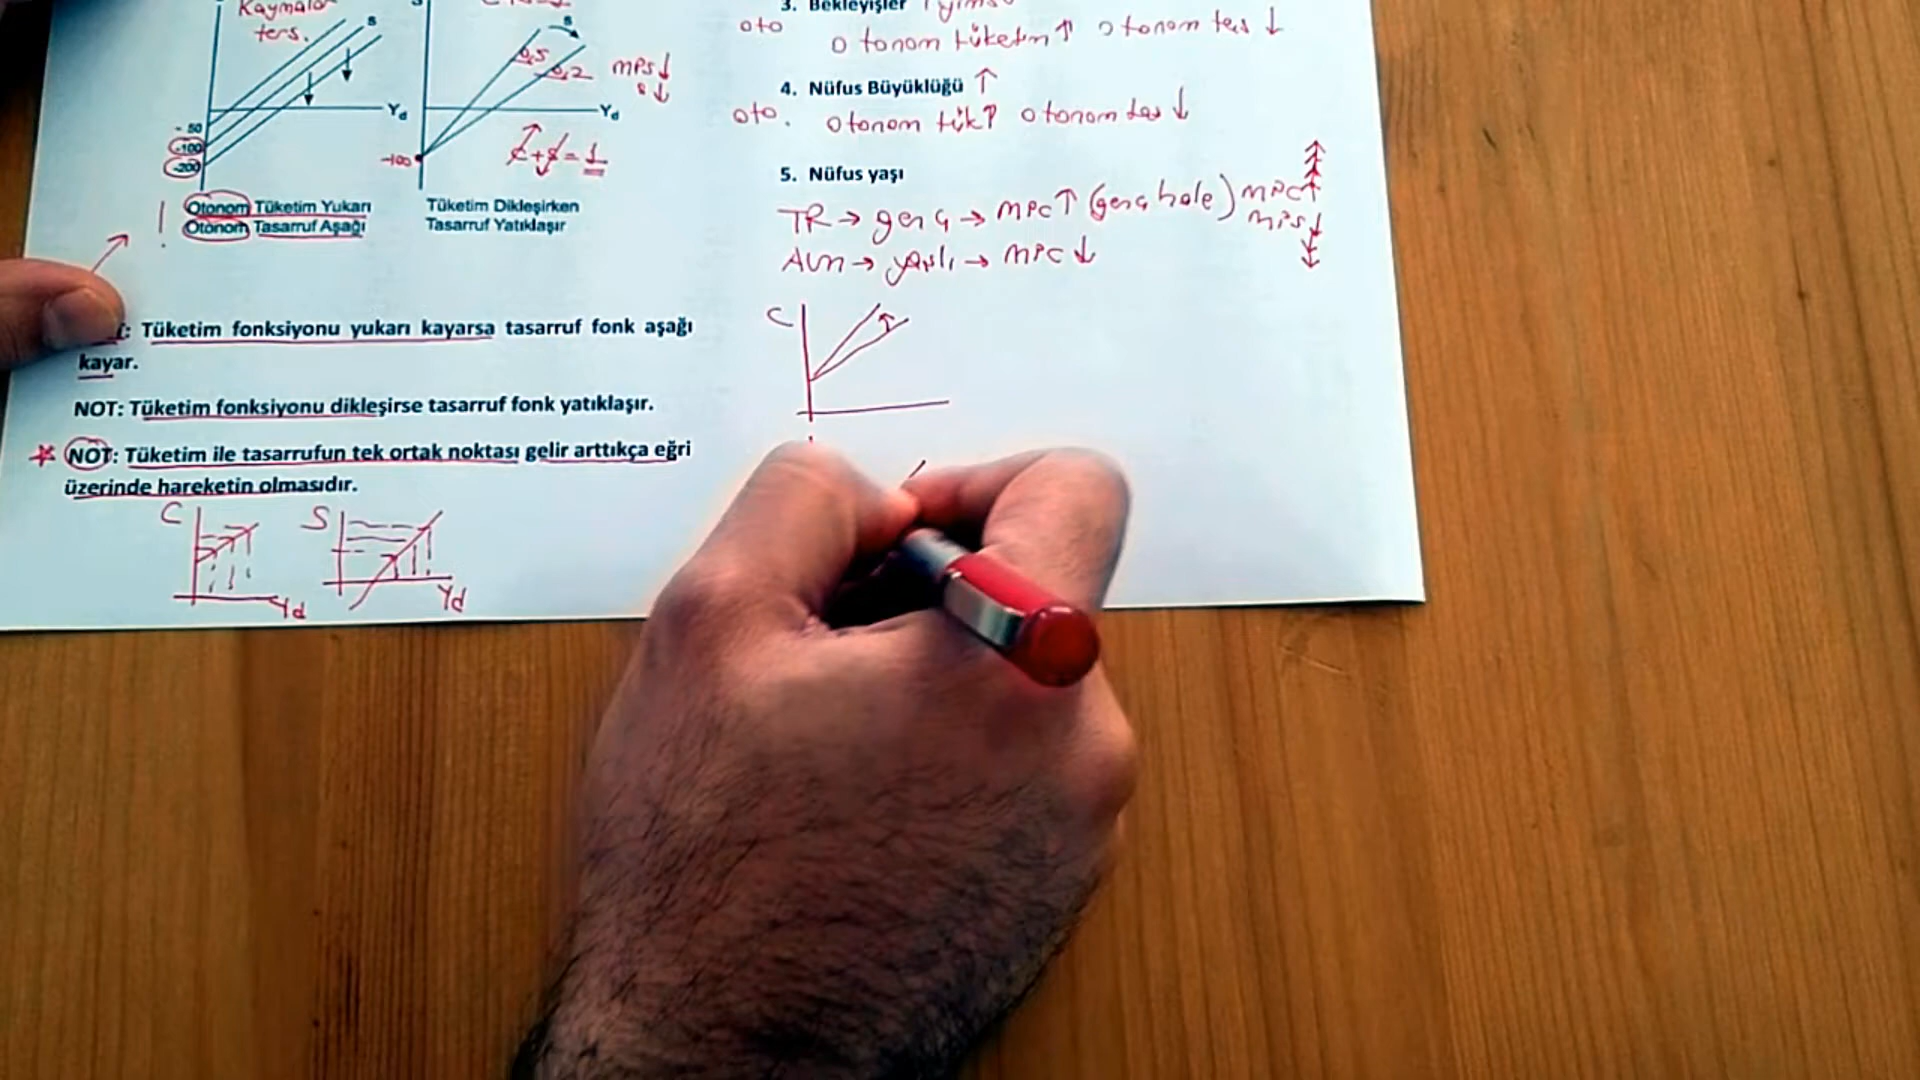 Kaymalar
ters.
S
- 50
-100
-200
Yd
Otonom Tüketim Yukarı
Otonom Tasarruf Aşağı
!
S
0,5
0,2
MPS↓
s↓
Yd
-100
c+s=1
Tüketim Dikleşirken
Tasarruf Yatıklaşır
: Tüketim fonksiyonu yukarı kayarsa tasarruf fonk aşağı
kayar.
NOT: Tüketim fonksiyonu dikleşirse tasarruf fonk yatıklaşır.
NOT: Tüketim ile tasarrufun tek ortak noktası gelir arttıkça eğri
üzerinde hareketin olmasıdır.
C
Yd
S
Yd
3. Bekleyişler
oto
otonom tüketim↑ otonom tas↓
4. Nüfus Büyüklüğü ↑
oto. otonom tük↑ otonom tas↓
5. Nüfus yaşı
TR→genç→MPC↑ (genç hale) MPC↑
MPS↓
ALM→yaşlı→MPC↓
C